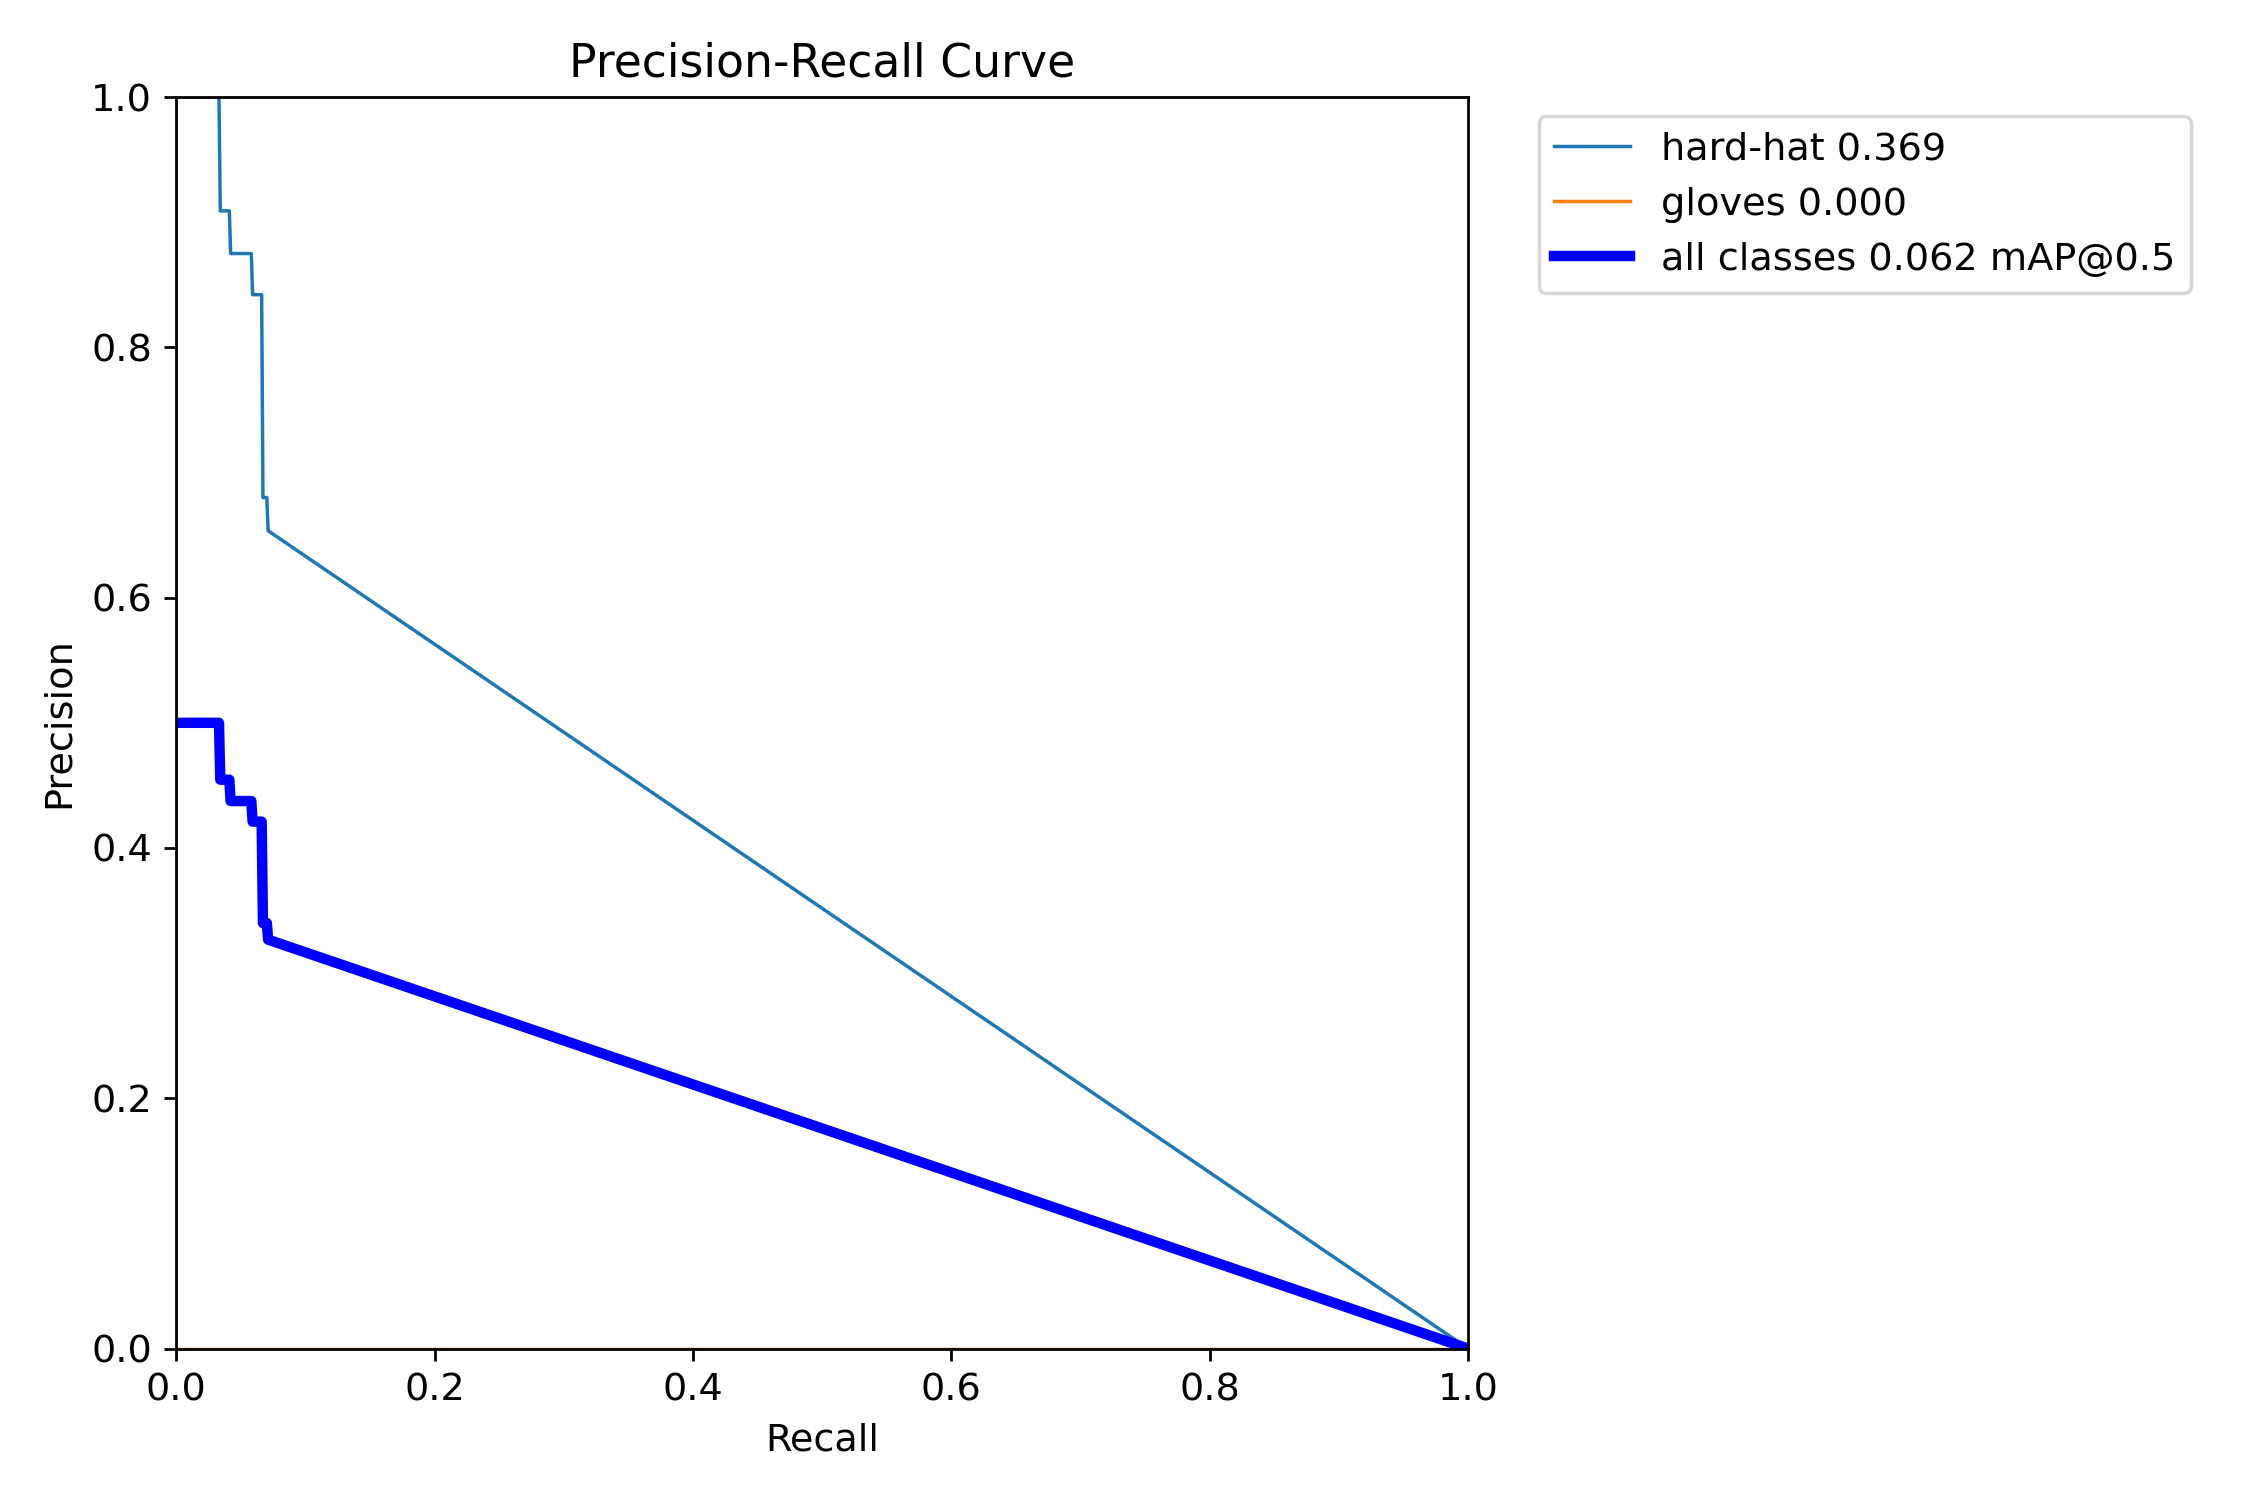 Precision-Recall Curve
1.0
0.8
0.6
0.4
0.2
0.0
Precision
0.0 0.2 0.4 0.6 0.8 1.0
Recall
hard-hat 0.369
gloves 0.000
all classes 0.062 mAP@0.5